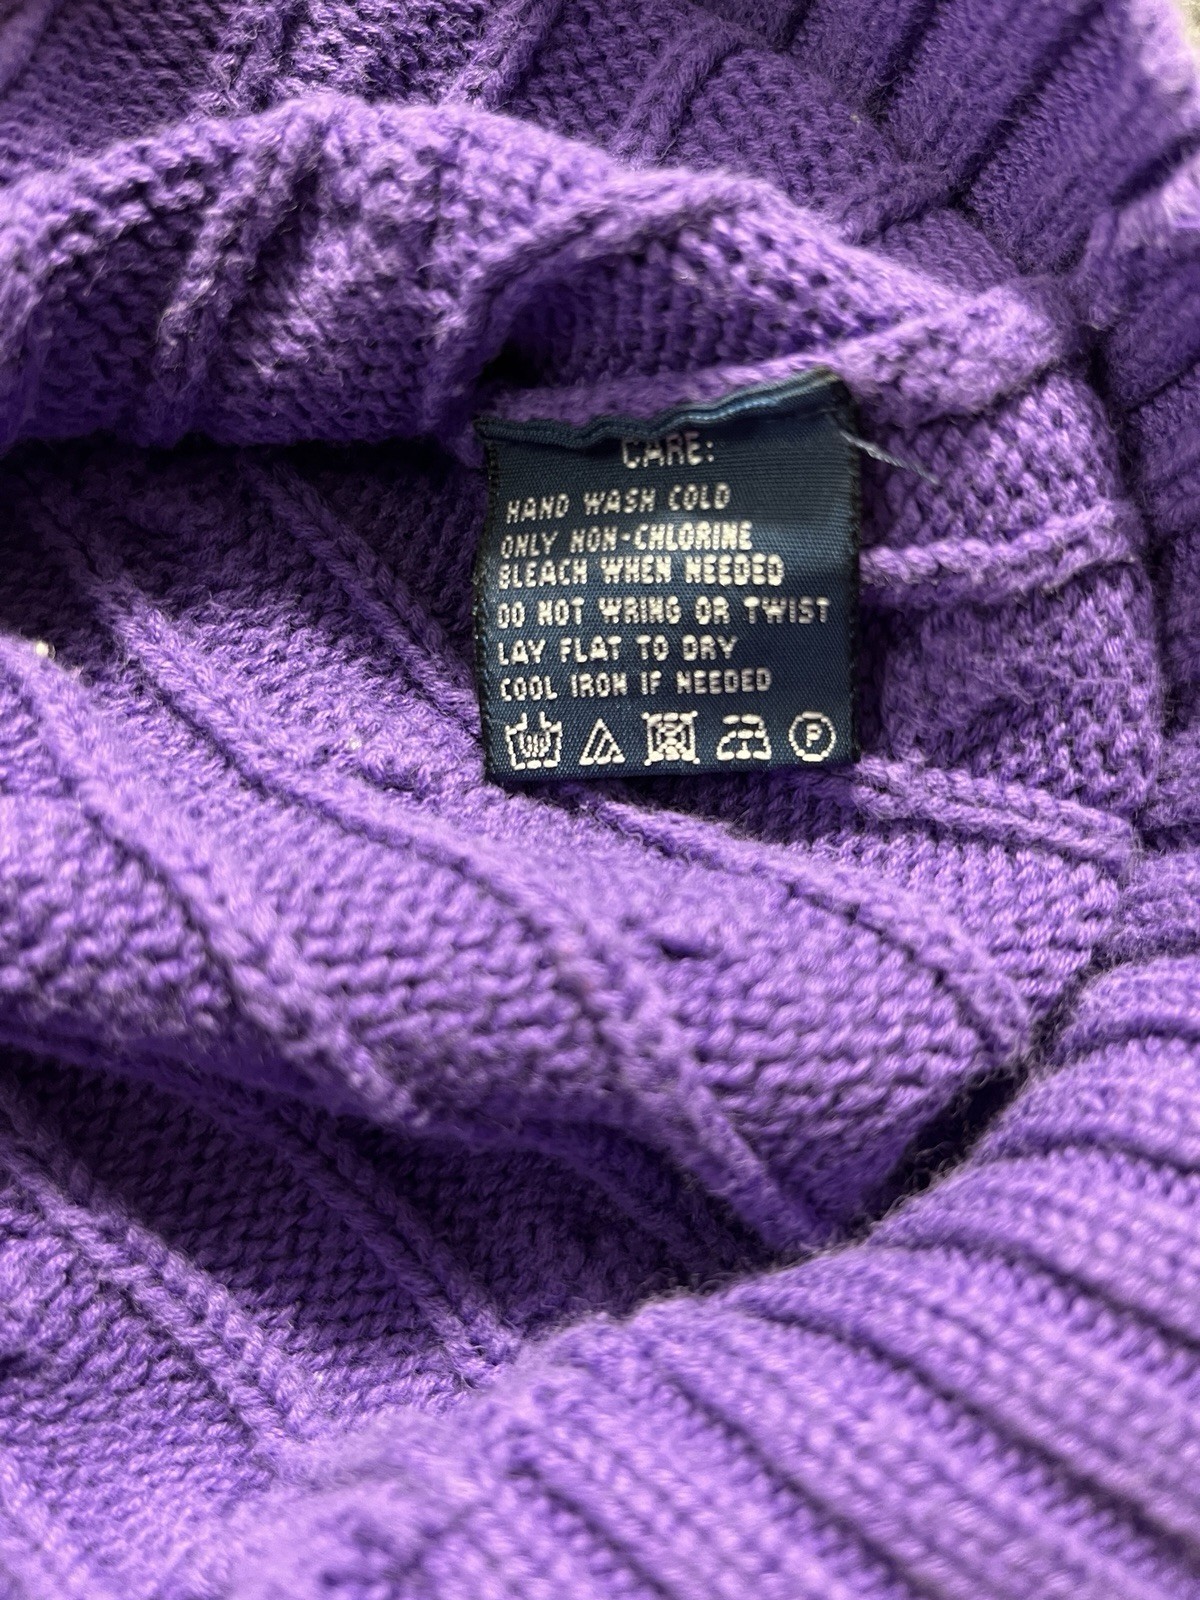 CARE:
HAND WASH COLD
ONLY NON-CHLORINE
BLEACH WHEN NEEDED
DO NOT WRING OR TWIST
LAY FLAT TO DRY
COOL IRON IF NEEDED
P